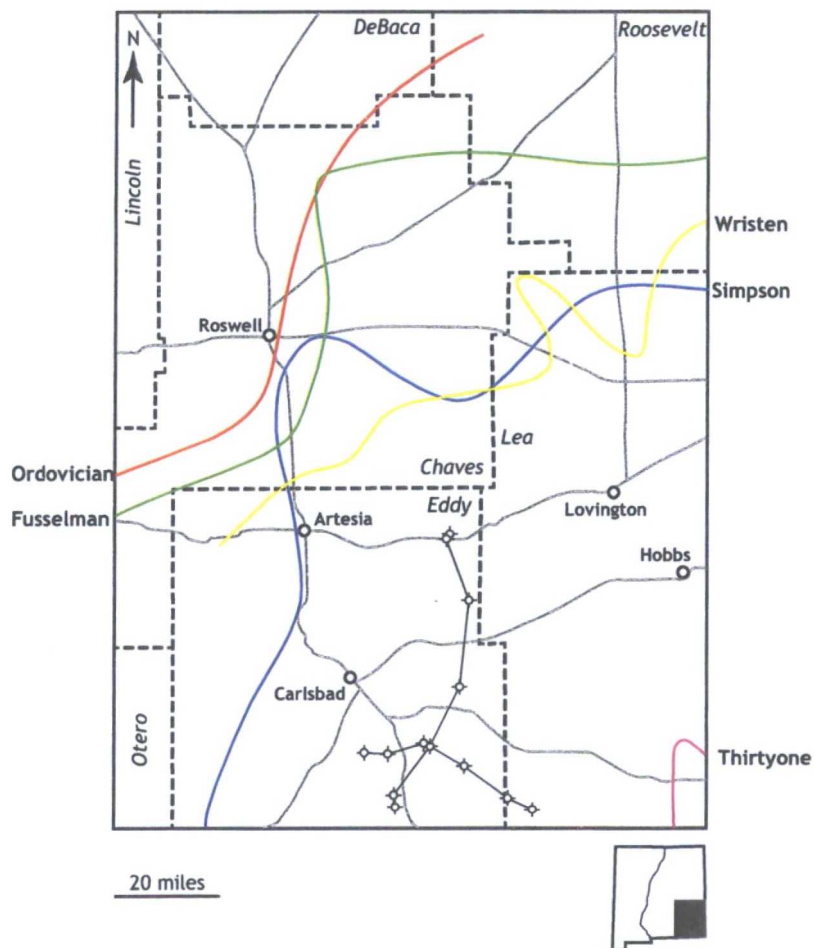 DeBaca
Roosevelt
N
Lincoln
Wristen
Simpson
Roswell
Lea
Ordovician
Chaves
Fusselman
Eddy
Artesia
Lovington
Hobbs
Carlsbad
Otero
Thirtyone
20 miles